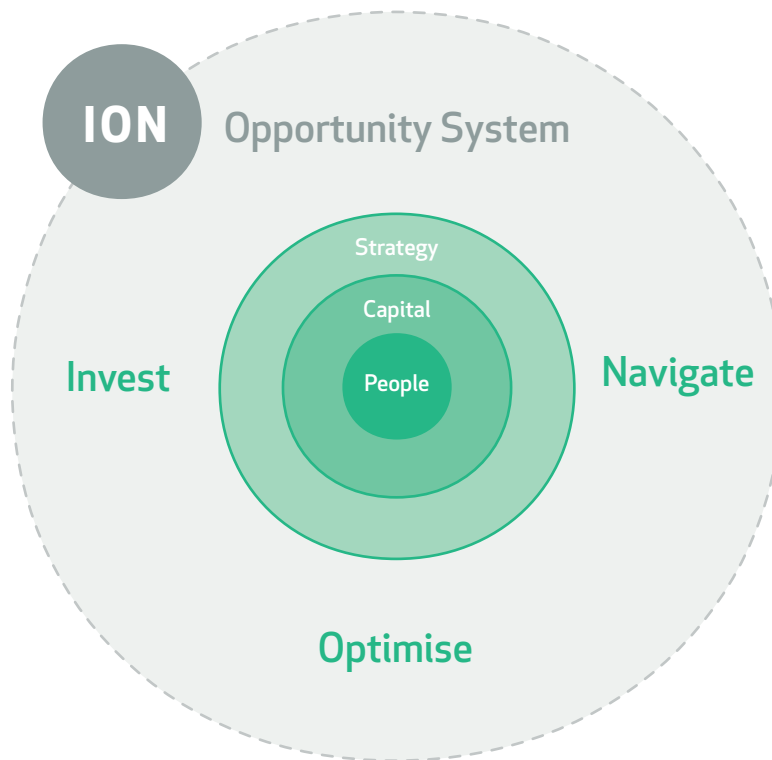 ION
Opportunity System
Strategy
Capital
People
Invest
Navigate
Optimise